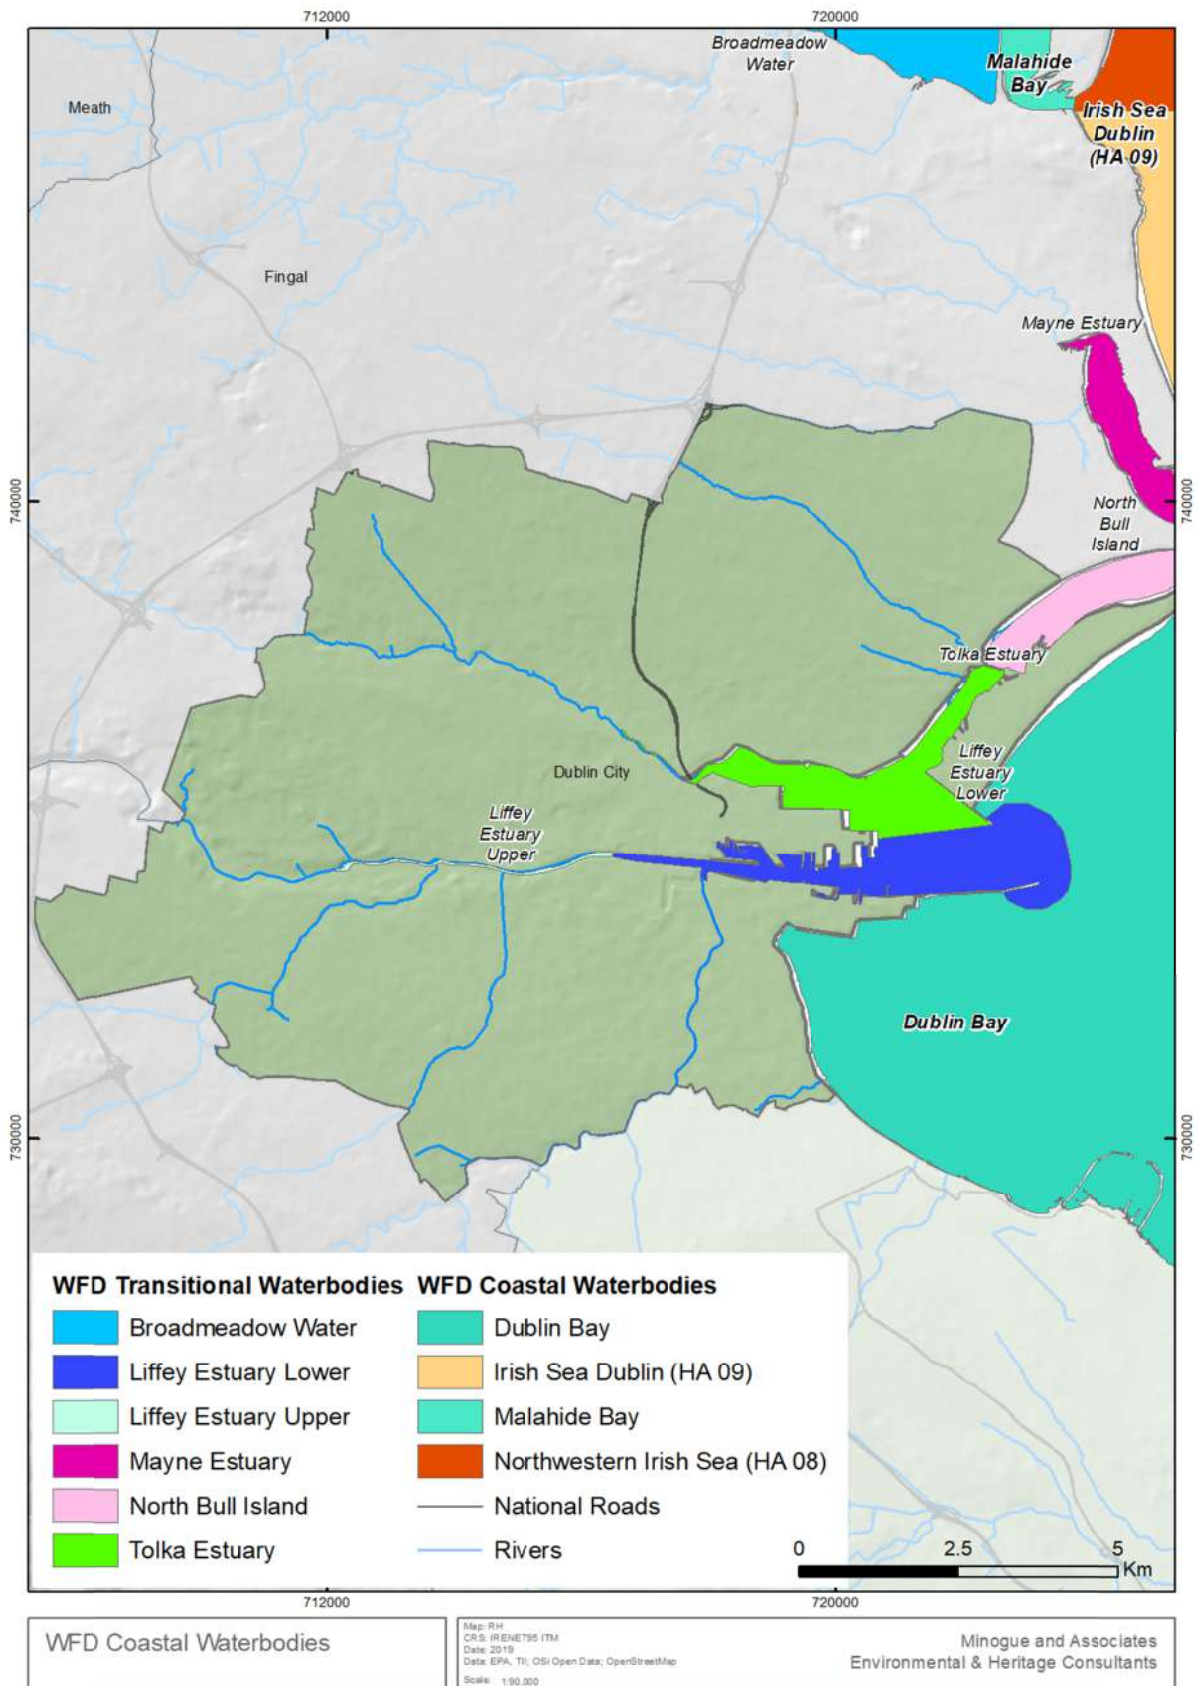 712000
720000
Broadmeadow
Water
Malahide
Bay
Meath
Irish Sea
Dublin
(HA 09)
Fingal
Mayne Estuary
740000
740000
North
Bull
Island
Tolka Estuary
Liffey
Estuary
Lower
Dublin City
Liffey
Estuary
Upper
Dublin Bay
730000
730000
WFD Transitional Waterbodies
Broadmeadow Water
Liffey Estuary Lower
Liffey Estuary Upper
Mayne Estuary
North Bull Island
Tolka Estuary
WFD Coastal Waterbodies
Dublin Bay
Irish Sea Dublin (HA 09)
Malahide Bay
Northwestern Irish Sea (HA 08)
National Roads
Rivers
0 2.5 5
Km
712000
720000
WFD Coastal Waterbodies
Map: RH
CRS: IRENET95 ITM
Date: 2019
Data: EPA, TII; OSi Open Data; OpenStreetMap
Scale: 1:90,000
Minogue and Associates
Environmental & Heritage Consultants